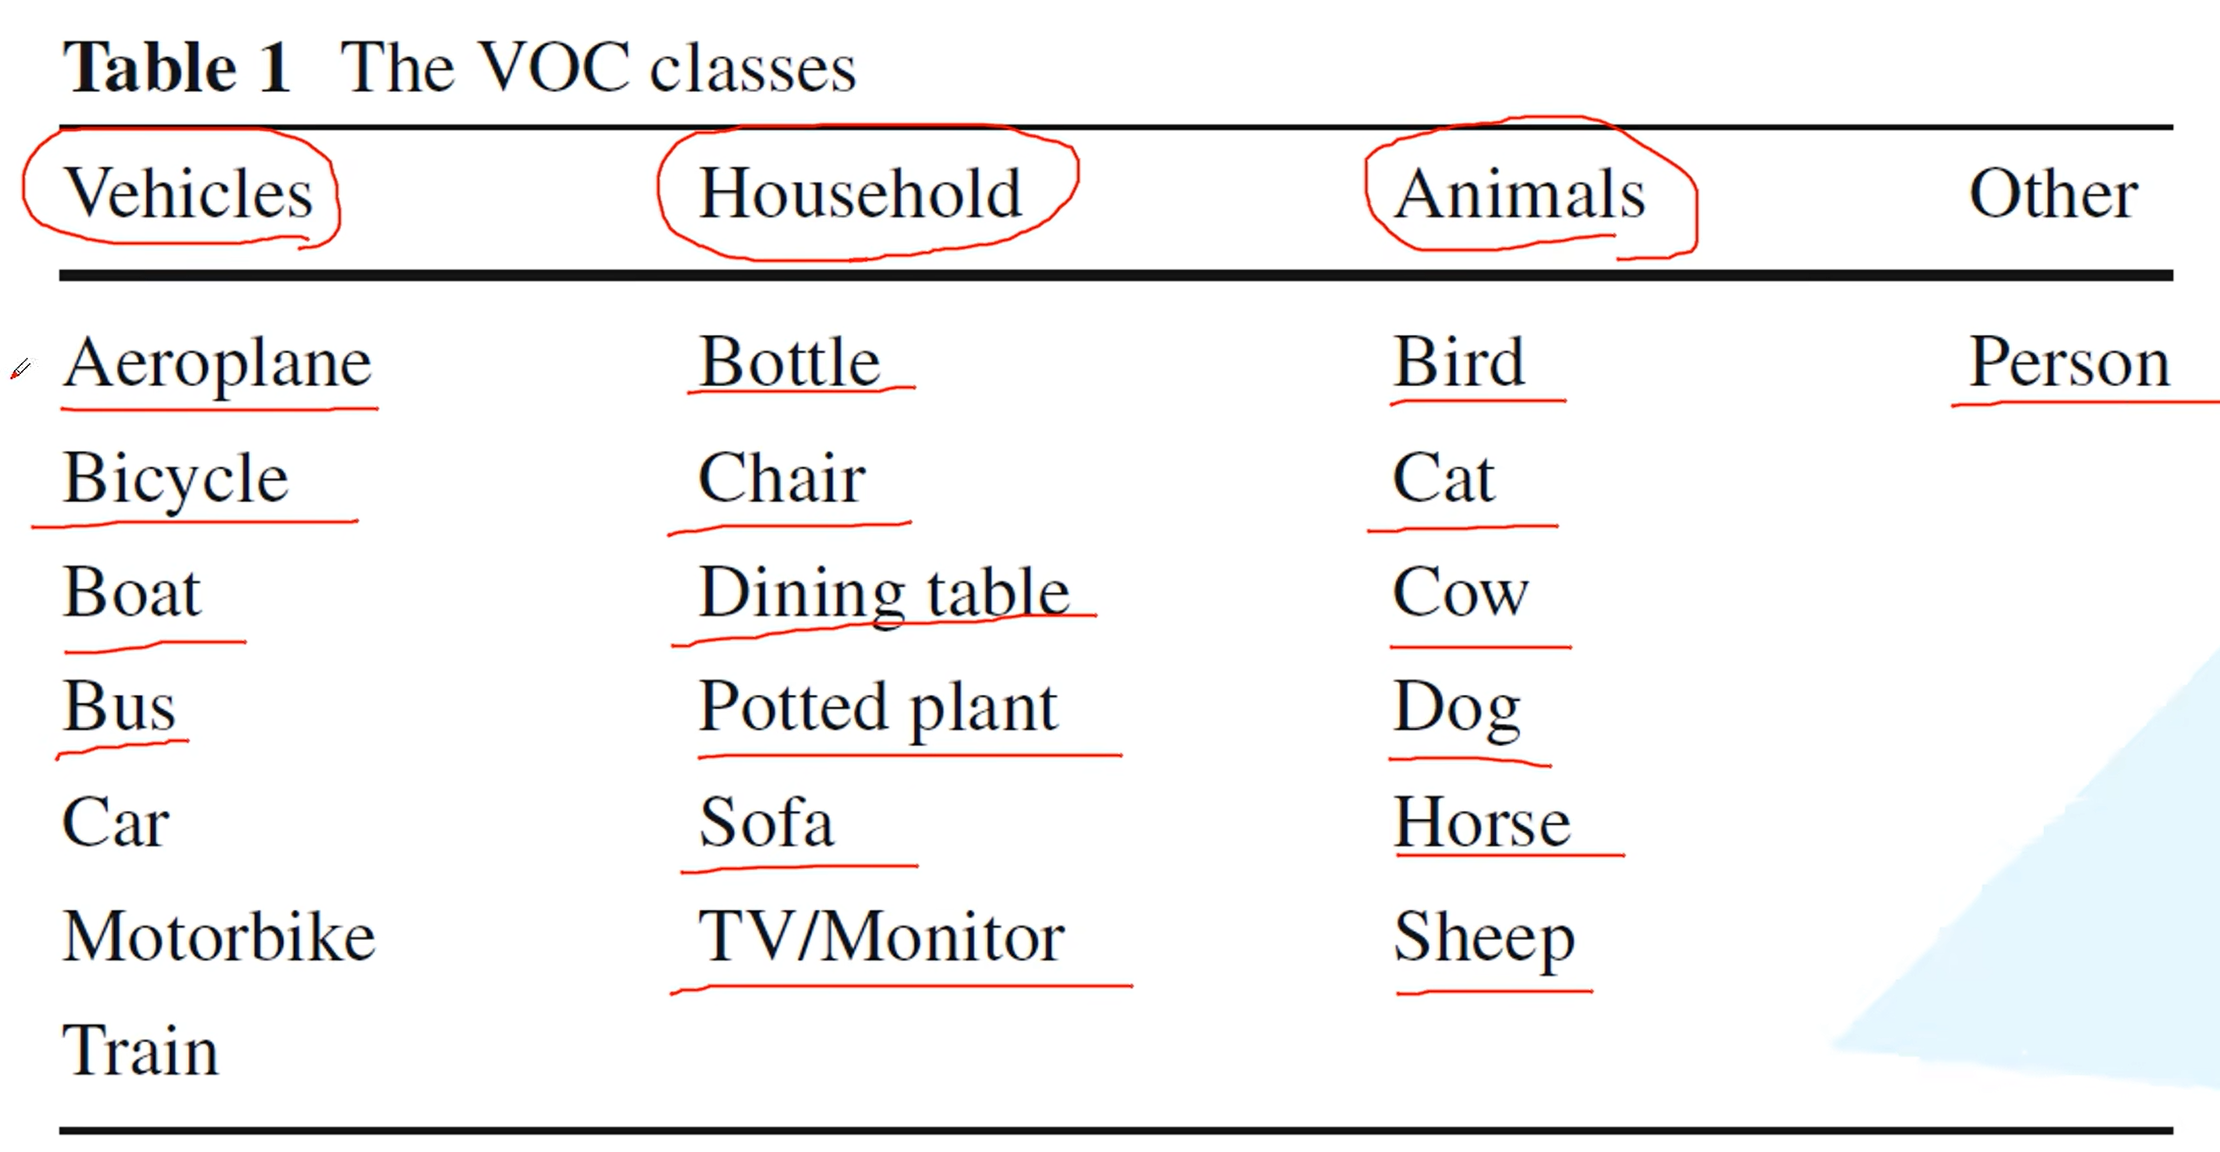 Table 1 The VOC classes
Vehicles Household Animals Other
Aeroplane Bottle Bird Person
Bicycle Chair Cat
Boat Dining table Cow
Bus Potted plant Dog
Car Sofa Horse
Motorbike TV/Monitor Sheep
Train